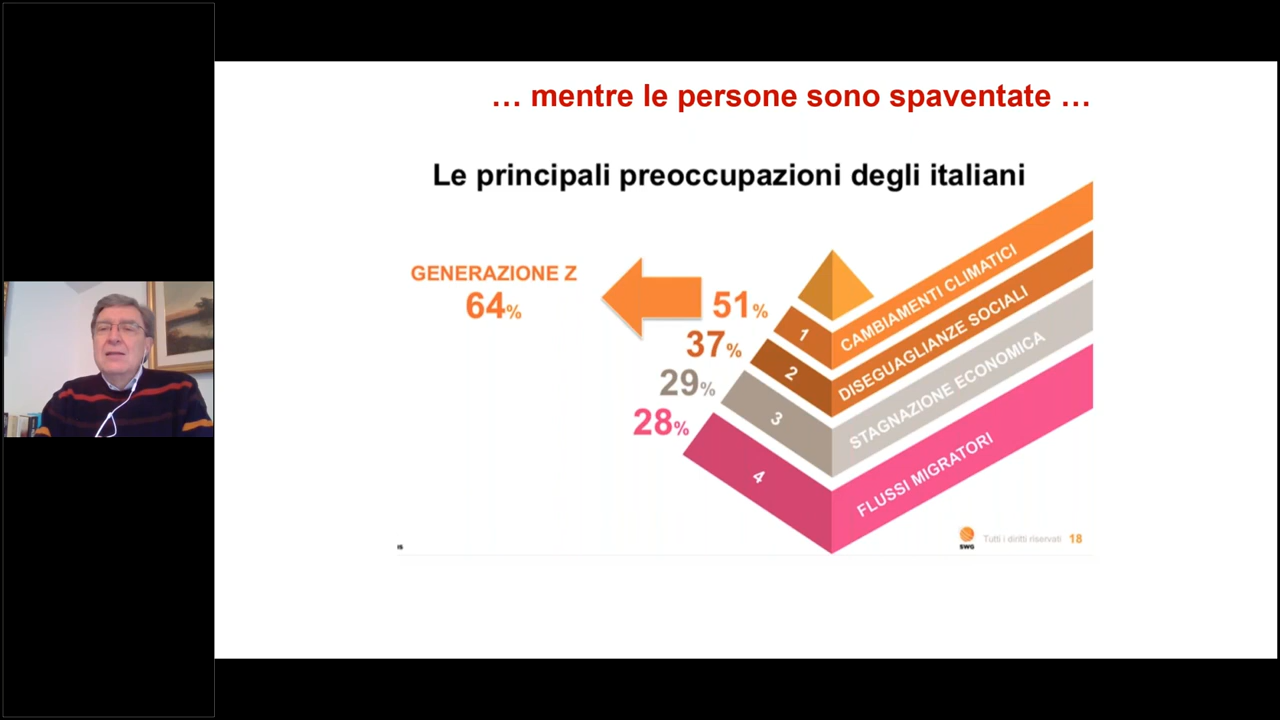 … mentre le persone sono spaventate …
Le principali preoccupazioni degli italiani
GENERAZIONE Z
64%
51%
37%
29%
28%
1
CAMBIAMENTI CLIMATICI
2
DISEGUAGLIANZE SOCIALI
3
STAGNAZIONE ECONOMICA
4
FLUSSI MIGRATORI
SWG
Tutti i diritti riservati 18